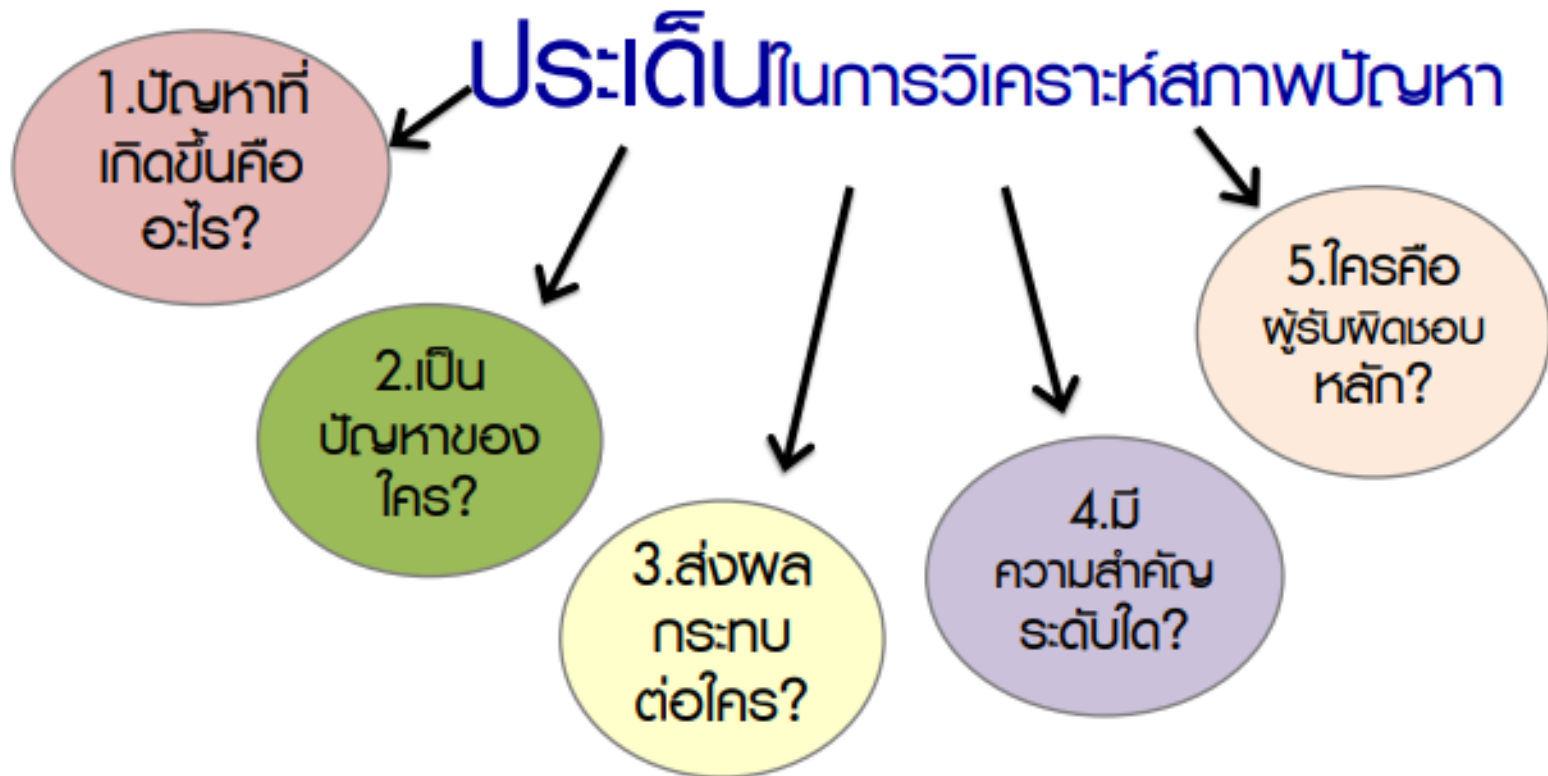 ประเด็นในการวิเคราะห์สภาพปัญหา
1.ปัญหาที่
เกิดขึ้นคือ
อะไร?
2.เป็น
ปัญหาของ
ใคร?
3.ส่งผล
กระทบ
ต่อใคร?
4.มี
ความสำคัญ
ระดับใด?
5.ใครคือ
ผู้รับผิดชอบ
หลัก?